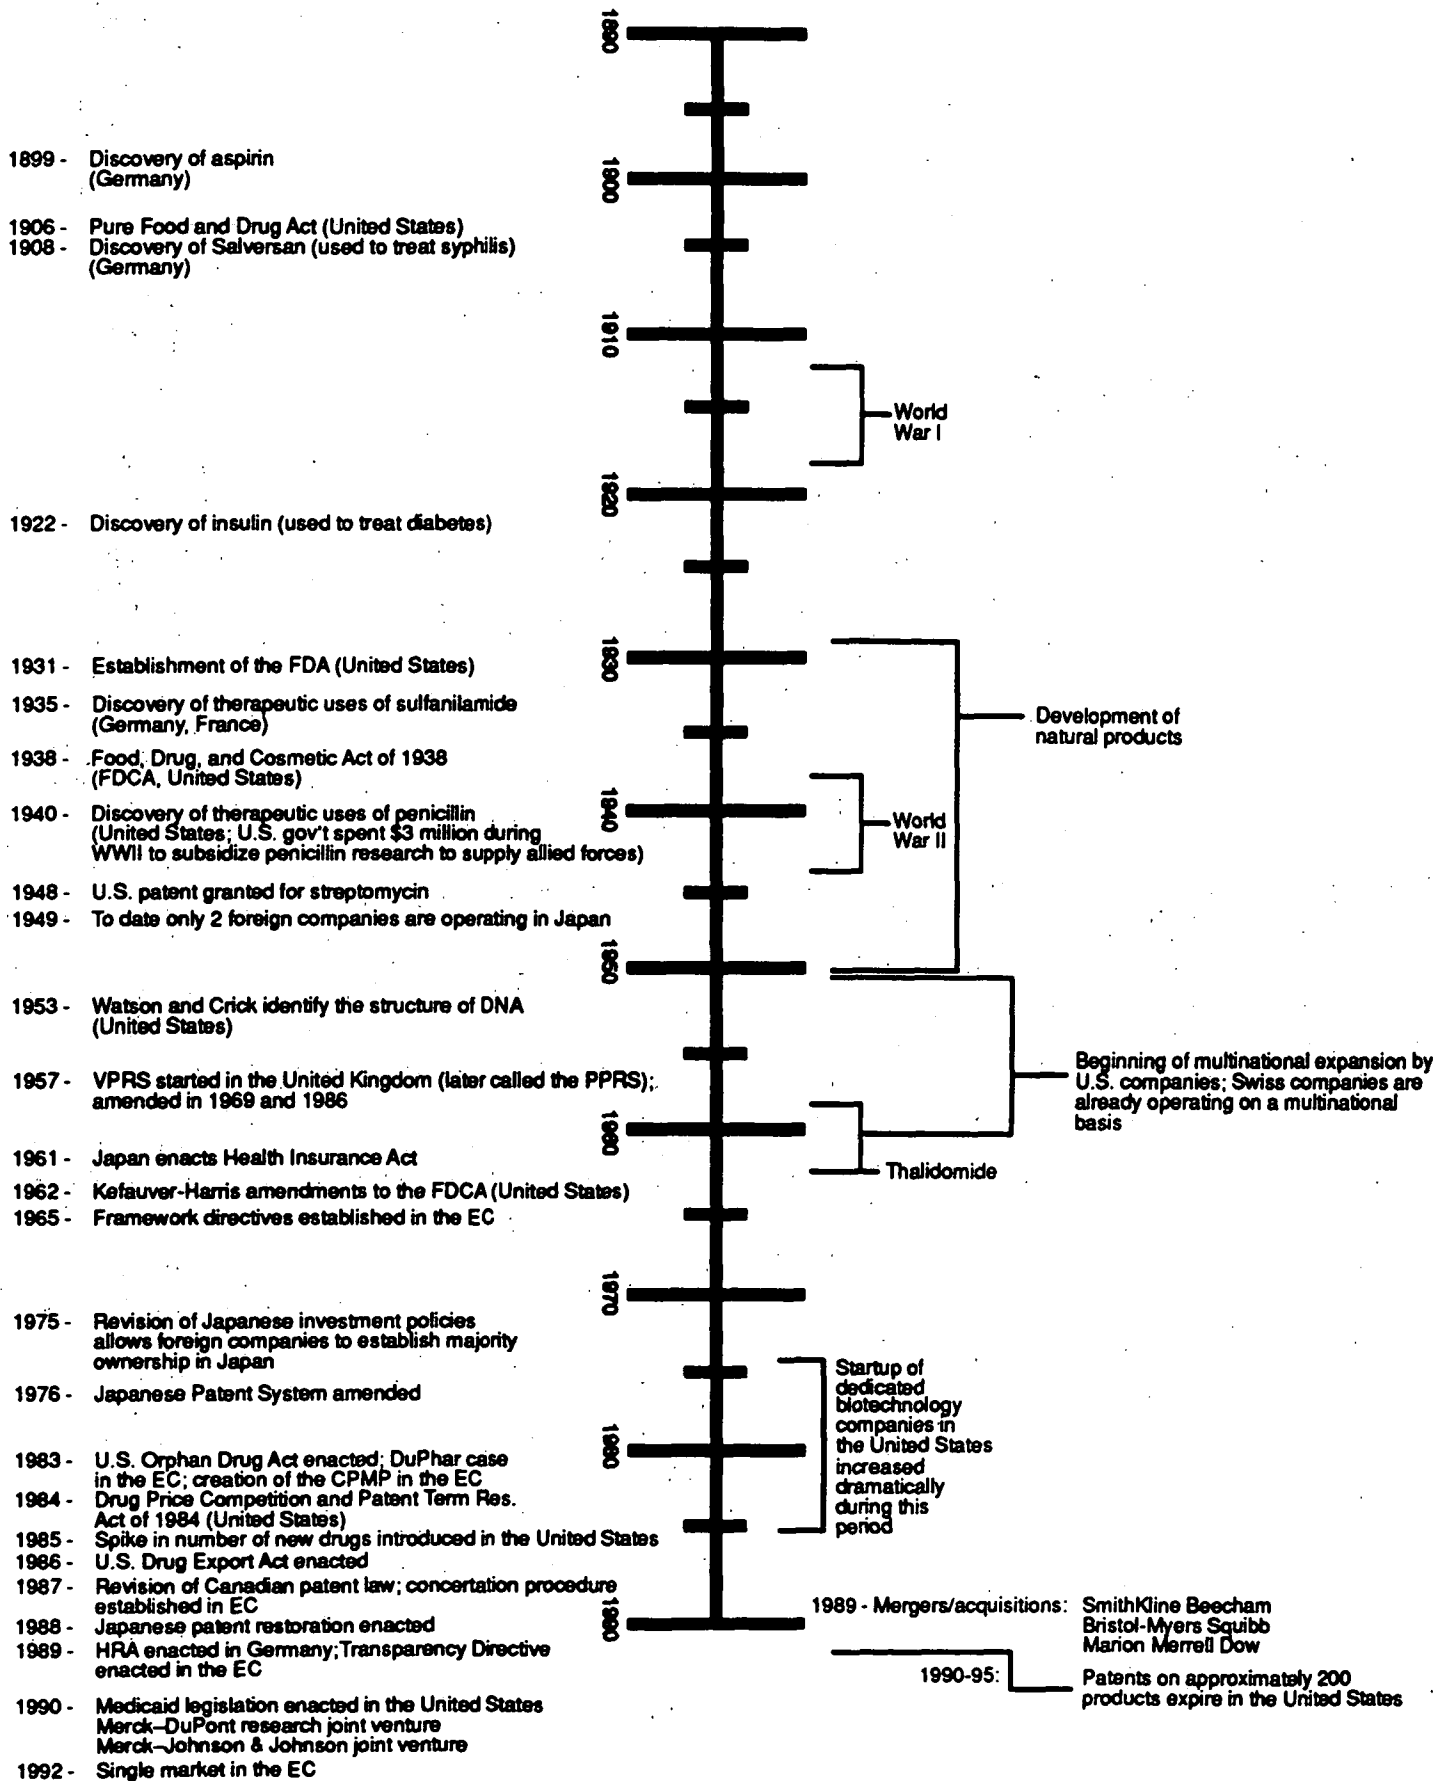 1890
1899 - Discovery of aspirin
(Germany)
1900
1906 - Pure Food and Drug Act (United States)
1908 - Discovery of Salversan (used to treat syphilis)
(Germany)
1910
World
War I
1920
1922 - Discovery of insulin (used to treat diabetes)
1930
1931 - Establishment of the FDA (United States)
1935 - Discovery of therapeutic uses of sulfanilamide
(Germany, France)
Development of
natural products
1938 - Food, Drug, and Cosmetic Act of 1938
(FDCA, United States)
1940
1940 - Discovery of therapeutic uses of penicillin
(United States; U.S. gov't spent $3 million during
WWII to subsidize penicillin research to supply allied forces)
World
War II
1948 - U.S. patent granted for streptomycin
1949 - To date only 2 foreign companies are operating in Japan
1950
1953 - Watson and Crick identify the structure of DNA
(United States)
1957 - VPRS started in the United Kingdom (later called the PPRS);
amended in 1969 and 1986
Beginning of multinational expansion by
U.S. companies; Swiss companies are
already operating on a multinational
basis
1960
1961 - Japan enacts Health Insurance Act
Thalidomide
1962 - Kefauver-Harris amendments to the FDCA (United States)
1965 - Framework directives established in the EC
1970
1975 - Revision of Japanese investment policies
allows foreign companies to establish majority
ownership in Japan
1976 - Japanese Patent System amended
Startup of
dedicated
biotechnology
companies in
the United States
increased
dramatically
during this
period
1980
1983 - U.S. Orphan Drug Act enacted; DuPhar case
in the EC; creation of the CPMP in the EC
1984 - Drug Price Competition and Patent Term Res.
Act of 1984 (United States)
1985 - Spike in number of new drugs introduced in the United States
1986 - U.S. Drug Export Act enacted
1987 - Revision of Canadian patent law; concertation procedure
established in EC
1988 - Japanese patent restoration enacted
1989 - HRA enacted in Germany; Transparency Directive
enacted in the EC
1990
1989 - Mergers/acquisitions: SmithKline Beecham
Bristol-Myers Squibb
Marion Merrell Dow
1990-95: Patents on approximately 200
products expire in the United States
1990 - Medicaid legislation enacted in the United States
Merck–DuPont research joint venture
Merck–Johnson & Johnson joint venture
1992 - Single market in the EC